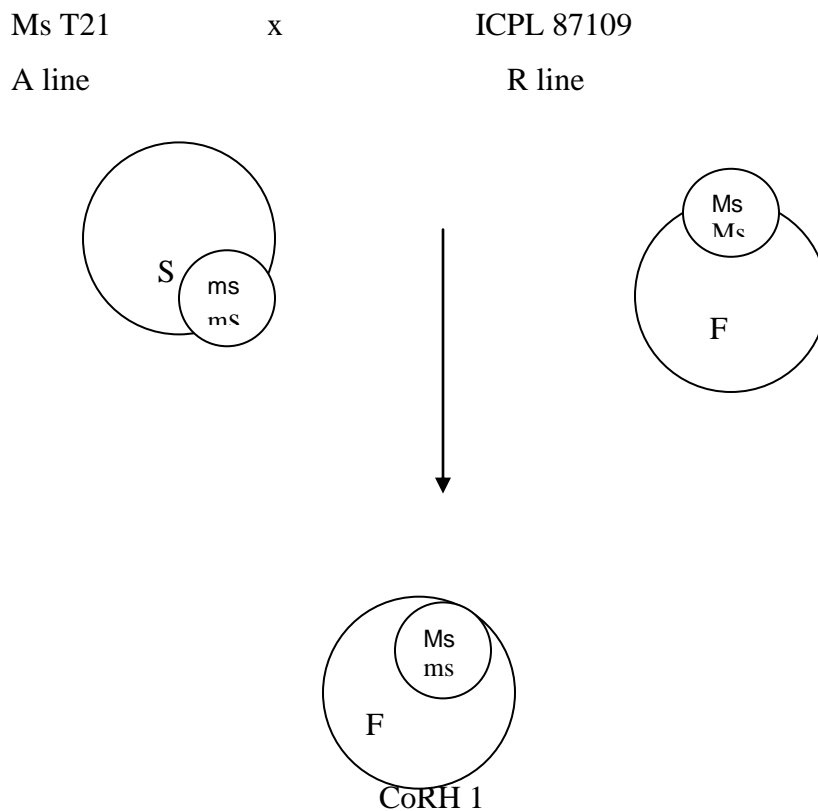 Ms T21 x ICPL 87109
A line R line
Ms
Ms
S
ms
ms
F
Ms
ms
F
CoRH 1